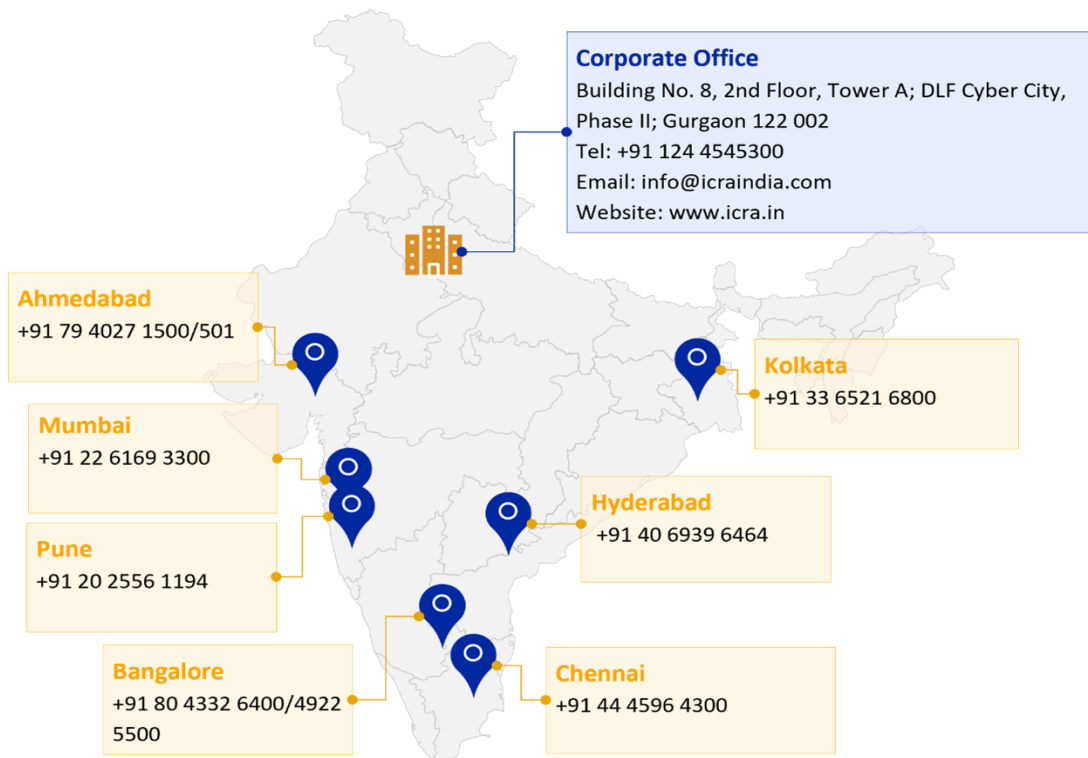 Corporate Office
Building No. 8, 2nd Floor, Tower A; DLF Cyber City,
Phase II; Gurgaon 122 002
Tel: +91 124 4545300
Email: info@icraindia.com
Website: www.icra.in
Ahmedabad
+91 79 4027 1500/501
Kolkata
+91 33 6521 6800
Mumbai
+91 22 6169 3300
Hyderabad
+91 40 6939 6464
Pune
+91 20 2556 1194
Bangalore
+91 80 4332 6400/4922
5500
Chennai
+91 44 4596 4300